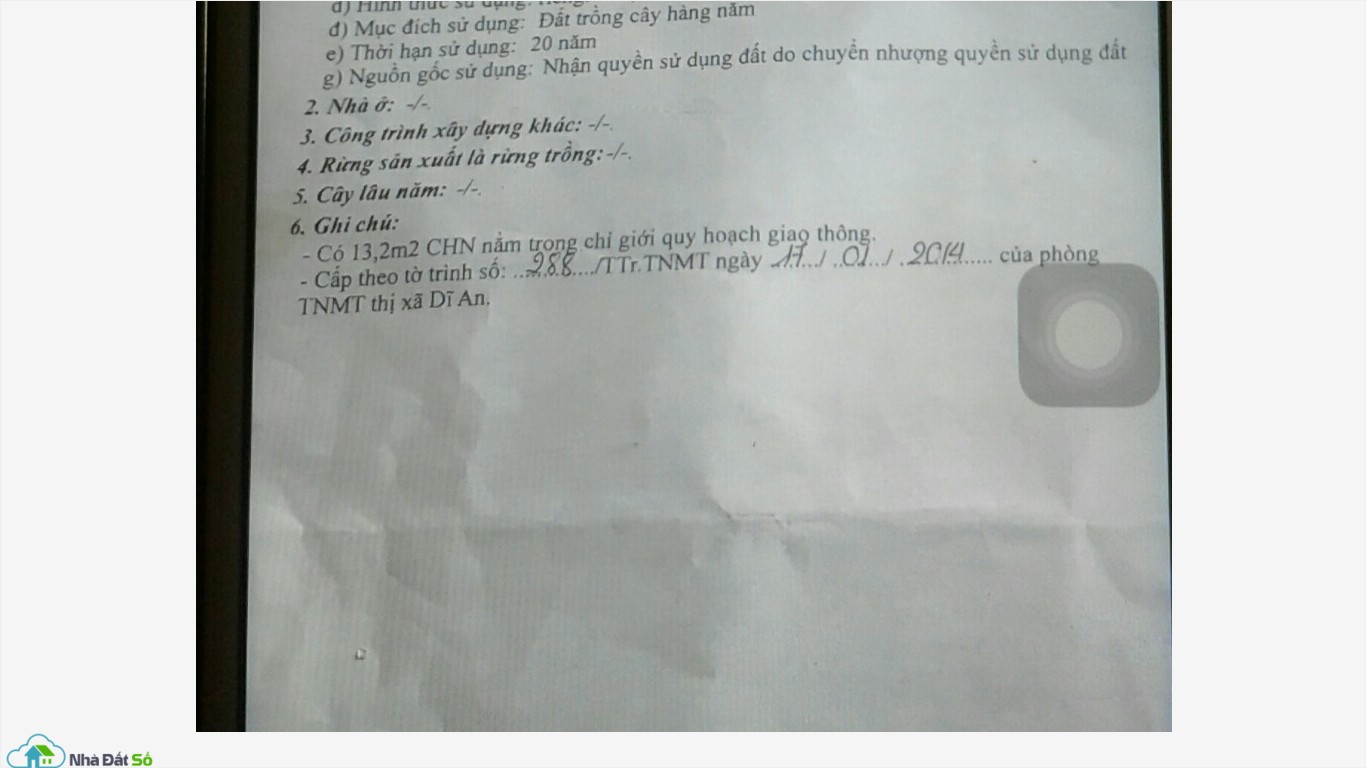 d) Hình thức sử dụng:
đ) Mục đích sử dụng: Đất trồng cây hàng năm
e) Thời hạn sử dụng: 20 năm
g) Nguồn gốc sử dụng: Nhận quyền sử dụng đất do chuyển nhượng quyền sử dụng đất
2. Nhà ở: -/-.
3. Công trình xây dựng khác: -/-.
4. Rừng sản xuất là rừng trồng: -/-.
5. Cây lâu năm: -/-.
6. Ghi chú:
- Có 13,2m2 CHN nằm trong chỉ giới quy hoạch giao thông.
- Cấp theo tờ trình số: ...288..../TTr.TNMT ngày ..17../ ..01../ ..2014...... của phòng
TNMT thị xã Dĩ An.
Nhà Đất Số